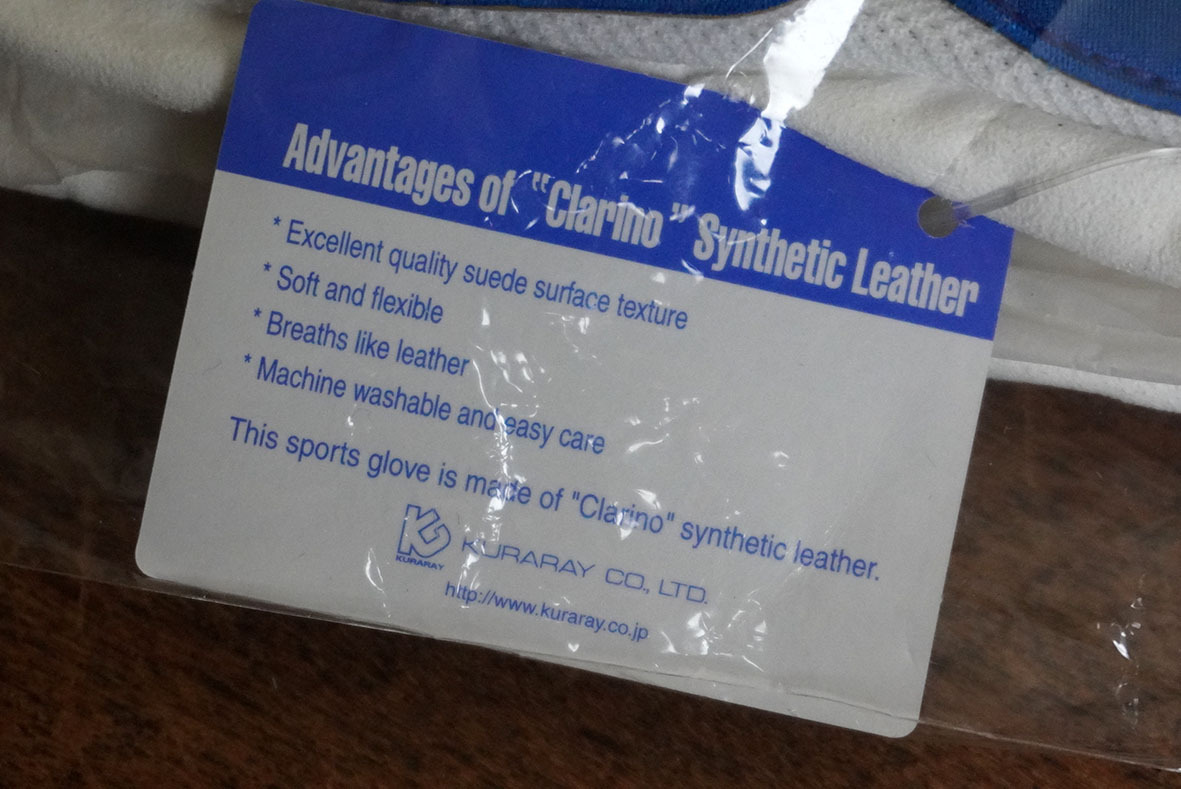 Advantages of "Clarino" Synthetic Leather
* Excellent quality suede surface texture
* Soft and flexible
* Breaths like leather
* Machine washable and easy care
This sports glove is made of "Clarino" synthetic leather.
KURARAY
KURARAY CO., LTD.
http://www.kuraray.co.jp